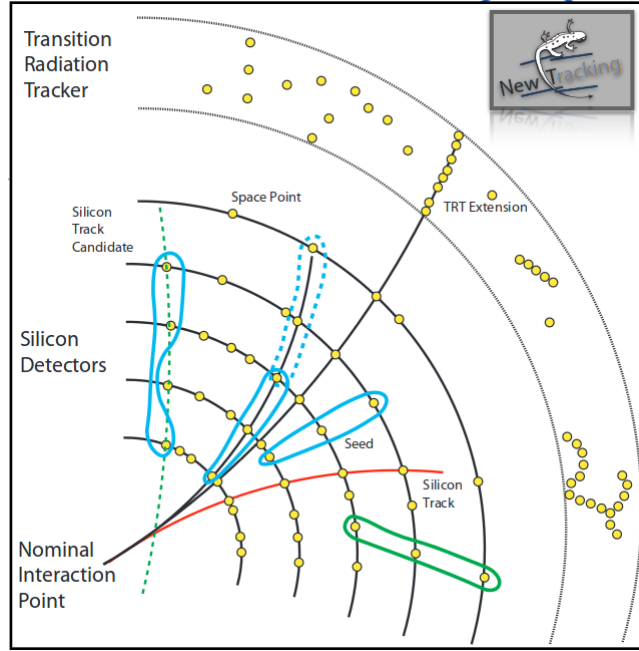 Transition
Radiation
Tracker
New Tracking
Space Point
TRT Extension
Silicon
Track
Candidate
Silicon
Detectors
Seed
Silicon
Track
Nominal
Interaction
Point